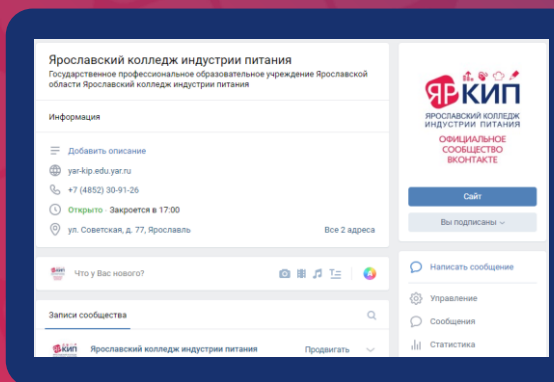 Ярославский колледж индустрии питания
Государственное профессиональное образовательное учреждение Ярославской
области Ярославский колледж индустрии питания
Информация
Добавить описание
yar-kip.edu.yar.ru
+7 (4852) 30-91-26
Открыто · Закроется в 17:00
ул. Советская, д. 77, Ярославль
Все 2 адреса
Что у Вас нового?
Записи сообщества
Ярославский колледж индустрии питания
Продвигать
ЯРКИП
ЯРОСЛАВСКИЙ КОЛЛЕДЖ
ИНДУСТРИИ ПИТАНИЯ
ОФИЦИАЛЬНОЕ
СООБЩЕСТВО
ВКОНТАКТЕ
Сайт
Вы подписаны
Написать сообщение
Управление
Сообщения
Статистика